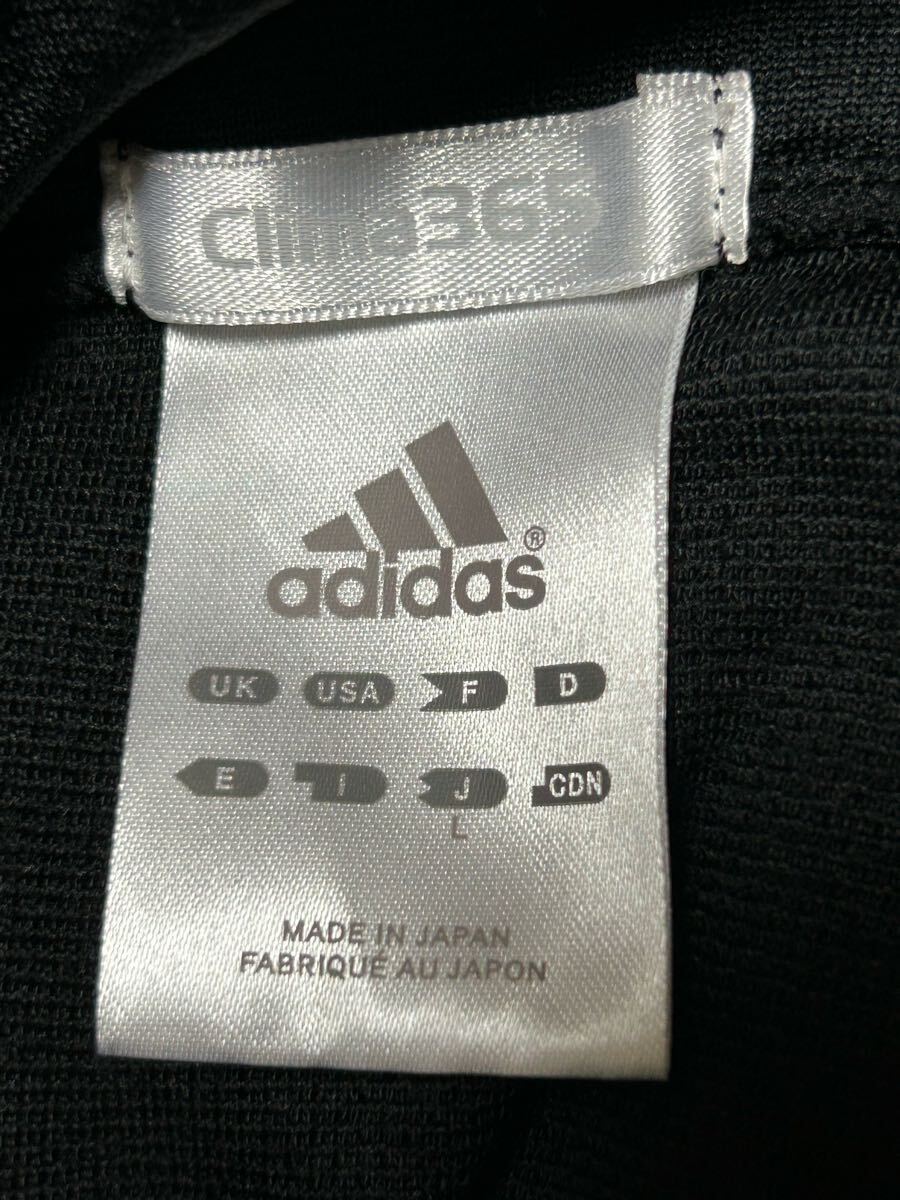 Clima365
adidas®
UK USA F D
E I J CDN
L
MADE IN JAPAN
FABRIQUÉ AU JAPON